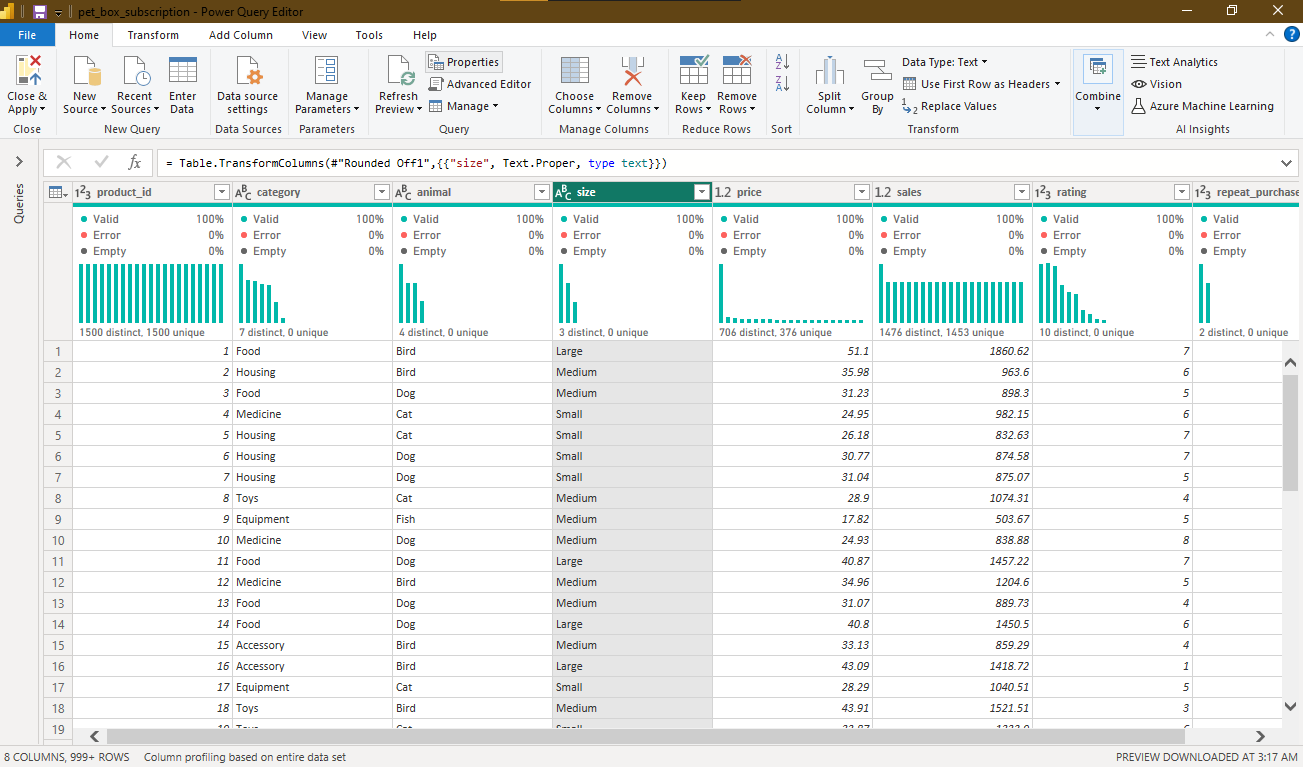 pet_box_subscription - Power Query Editor
File Home Transform Add Column View Tools Help
Close & Apply
New Source
Recent Sources
Enter Data
Data source settings
Manage Parameters
Refresh Preview
Properties
Advanced Editor
Manage
Choose Columns
Remove Columns
Keep Rows
Remove Rows
A Z
Z A
Split Column
Group By
Data Type: Text
Use First Row as Headers
1 2 Replace Values
Combine
Text Analytics
Vision
Azure Machine Learning
Close New Query Data Sources Parameters Query Manage Columns Reduce Rows Sort Transform AI Insights
fx = Table.TransformColumns(#"Rounded Off1",{{"size", Text.Proper, type text}})
Queries
123 product_id ABC category ABC animal ABC size 1.2 price 1.2 sales 123 rating 123 repeat_purchase
Valid 100% Valid 100% Valid 100% Valid 100% Valid 100% Valid 100% Valid 100% Valid
Error 0% Error 0% Error 0% Error 0% Error 0% Error 0% Error 0% Error
Empty 0% Empty 0% Empty 0% Empty 0% Empty 0% Empty 0% Empty 0% Empty
1500 distinct, 1500 unique 7 distinct, 0 unique 4 distinct, 0 unique 3 distinct, 0 unique 706 distinct, 376 unique 1476 distinct, 1453 unique 10 distinct, 0 unique 2 distinct, 0 unique
1 1 Food Bird Large 51.1 1860.62 7
2 2 Housing Bird Medium 35.98 963.6 6
3 3 Food Dog Medium 31.23 898.3 5
4 4 Medicine Cat Small 24.95 982.15 6
5 5 Housing Cat Small 26.18 832.63 7
6 6 Housing Dog Small 30.77 874.58 7
7 7 Housing Dog Small 31.04 875.07 5
8 8 Toys Cat Medium 28.9 1074.31 4
9 9 Equipment Fish Medium 17.82 503.67 5
10 10 Medicine Dog Medium 24.93 838.88 8
11 11 Food Dog Large 40.87 1457.22 7
12 12 Medicine Bird Medium 34.96 1204.6 5
13 13 Food Dog Medium 31.07 889.73 4
14 14 Food Dog Large 40.8 1450.5 6
15 15 Accessory Bird Medium 33.13 859.29 4
16 16 Accessory Bird Large 43.09 1418.72 1
17 17 Equipment Cat Small 28.29 1040.51 5
18 18 Toys Bird Medium 43.91 1521.51 3
19
8 COLUMNS, 999+ ROWS Column profiling based on entire data set PREVIEW DOWNLOADED AT 3:17 AM